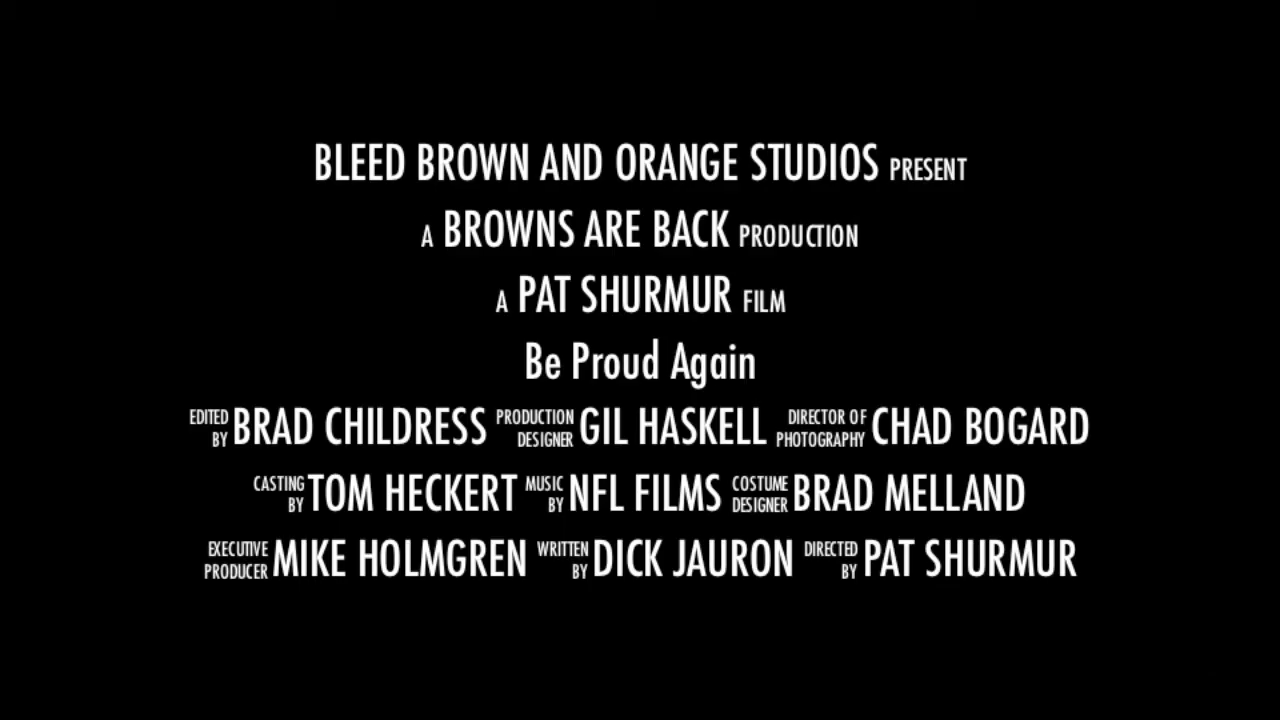 BLEED BROWN AND ORANGE STUDIOS PRESENT
A BROWNS ARE BACK PRODUCTION
A PAT SHURMUR FILM
Be Proud Again
EDITED BY BRAD CHILDRESS PRODUCTION DESIGNER GIL HASKELL DIRECTOR OF PHOTOGRAPHY CHAD BOGARD
CASTING BY TOM HECKERT MUSIC BY NFL FILMS COSTUME DESIGNER BRAD MELLAND
EXECUTIVE PRODUCER MIKE HOLMGREN WRITTEN BY DICK JAURON DIRECTED BY PAT SHURMUR